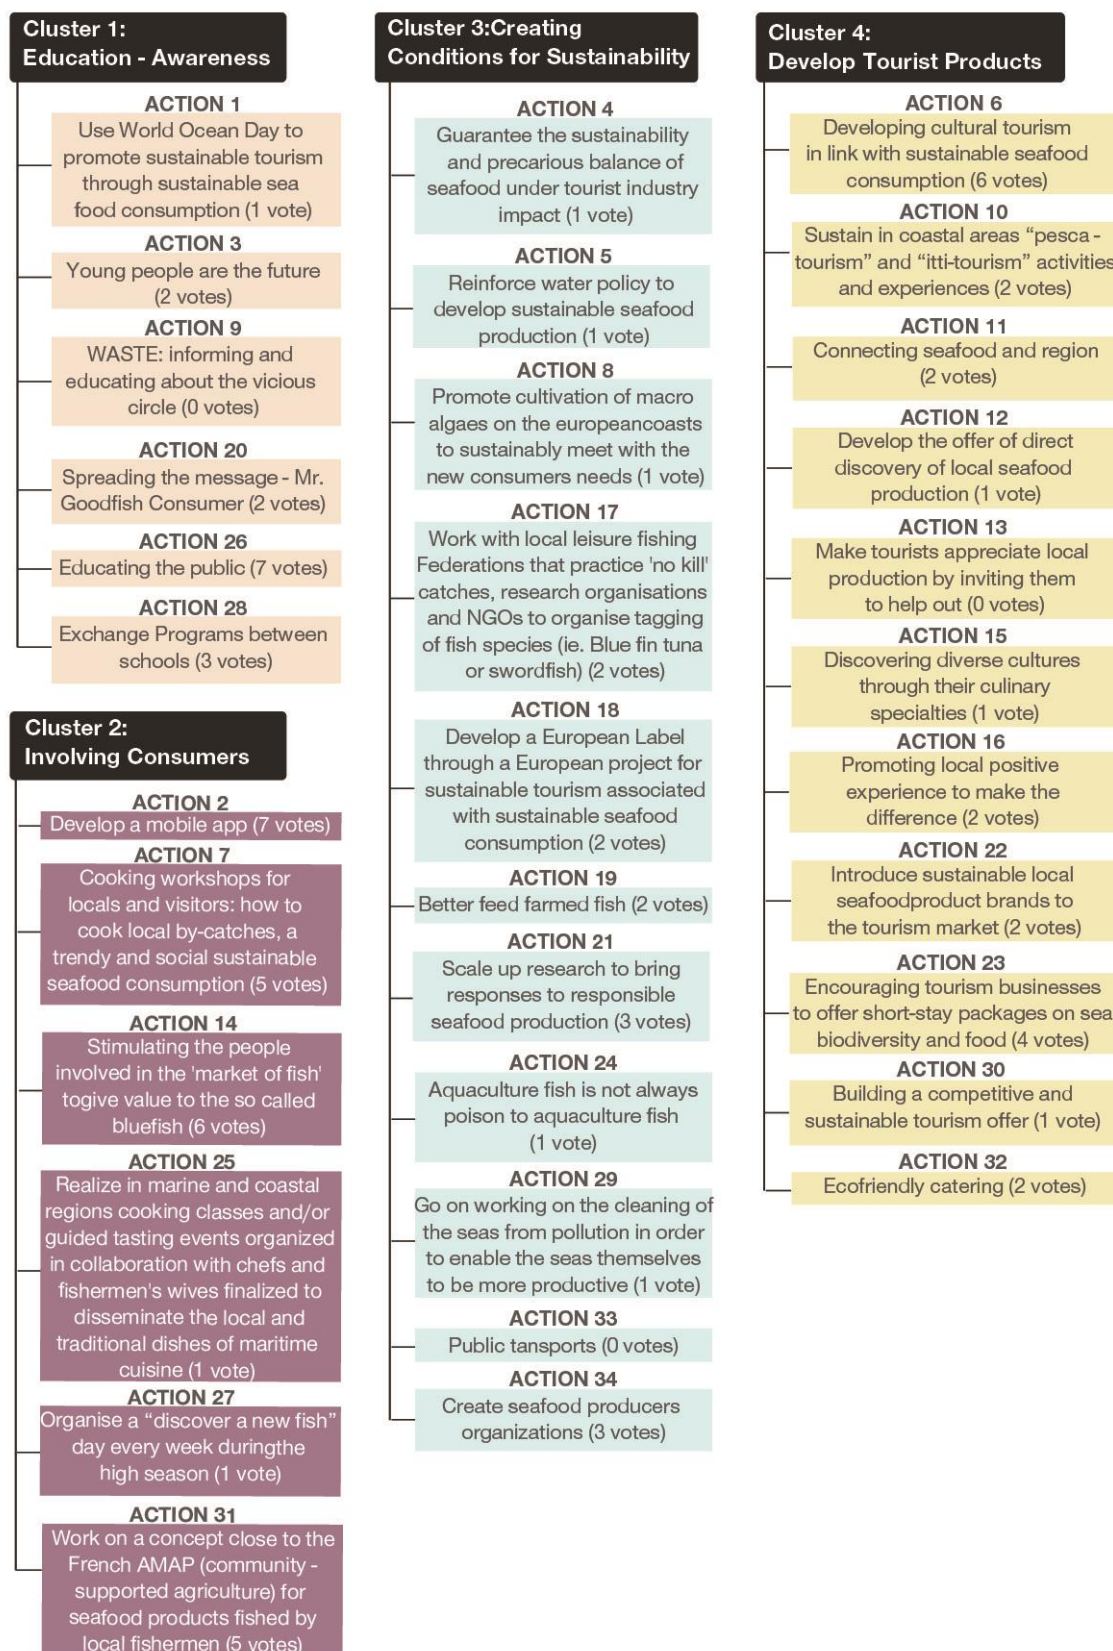 Cluster 1:
Education - Awareness
ACTION 1
Use World Ocean Day to
promote sustainable tourism
through sustainable sea
food consumption (1 vote)
ACTION 3
Young people are the future
(2 votes)
ACTION 9
WASTE: informing and
educating about the vicious
circle (0 votes)
ACTION 20
Spreading the message - Mr.
Goodfish Consumer (2 votes)
ACTION 26
Educating the public (7 votes)
ACTION 28
Exchange Programs between
schools (3 votes)
Cluster 2:
Involving Consumers
ACTION 2
Develop a mobile app (7 votes)
ACTION 7
Cooking workshops for
locals and visitors: how to
cook local by-catches, a
trendy and social sustainable
seafood consumption (5 votes)
ACTION 14
Stimulating the people
involved in the 'market of fish'
togive value to the so called
bluefish (6 votes)
ACTION 25
Realize in marine and coastal
regions cooking classes and/or
guided tasting events organized
in collaboration with chefs and
fishermen's wives finalized to
disseminate the local and
traditional dishes of maritime
cuisine (1 vote)
ACTION 27
Organise a “discover a new fish”
day every week duringthe
high season (1 vote)
ACTION 31
Work on a concept close to the
French AMAP (community -
supported agriculture) for
seafood products fished by
local fishermen (5 votes)
Cluster 3:Creating
Conditions for Sustainability
ACTION 4
Guarantee the sustainability
and precarious balance of
seafood under tourist industry
impact (1 vote)
ACTION 5
Reinforce water policy to
develop sustainable seafood
production (1 vote)
ACTION 8
Promote cultivation of macro
algaes on the europeancoasts
to sustainably meet with the
new consumers needs (1 vote)
ACTION 17
Work with local leisure fishing
Federations that practice 'no kill'
catches, research organisations
and NGOs to organise tagging
of fish species (ie. Blue fin tuna
or swordfish) (2 votes)
ACTION 18
Develop a European Label
through a European project for
sustainable tourism associated
with sustainable seafood
consumption (2 votes)
ACTION 19
Better feed farmed fish (2 votes)
ACTION 21
Scale up research to bring
responses to responsible
seafood production (3 votes)
ACTION 24
Aquaculture fish is not always
poison to aquaculture fish
(1 vote)
ACTION 29
Go on working on the cleaning of
the seas from pollution in order
to enable the seas themselves
to be more productive (1 vote)
ACTION 33
Public tansports (0 votes)
ACTION 34
Create seafood producers
organizations (3 votes)
Cluster 4:
Develop Tourist Products
ACTION 6
Developing cultural tourism
in link with sustainable seafood
consumption (6 votes)
ACTION 10
Sustain in coastal areas “pesca -
tourism” and “itti-tourism” activities
and experiences (2 votes)
ACTION 11
Connecting seafood and region
(2 votes)
ACTION 12
Develop the offer of direct
discovery of local seafood
production (1 vote)
ACTION 13
Make tourists appreciate local
production by inviting them
to help out (0 votes)
ACTION 15
Discovering diverse cultures
through their culinary
specialties (1 vote)
ACTION 16
Promoting local positive
experience to make the
difference (2 votes)
ACTION 22
Introduce sustainable local
seafoodproduct brands to
the tourism market (2 votes)
ACTION 23
Encouraging tourism businesses
to offer short-stay packages on sea
biodiversity and food (4 votes)
ACTION 30
Building a competitive and
sustainable tourism offer (1 vote)
ACTION 32
Ecofriendly catering (2 votes)